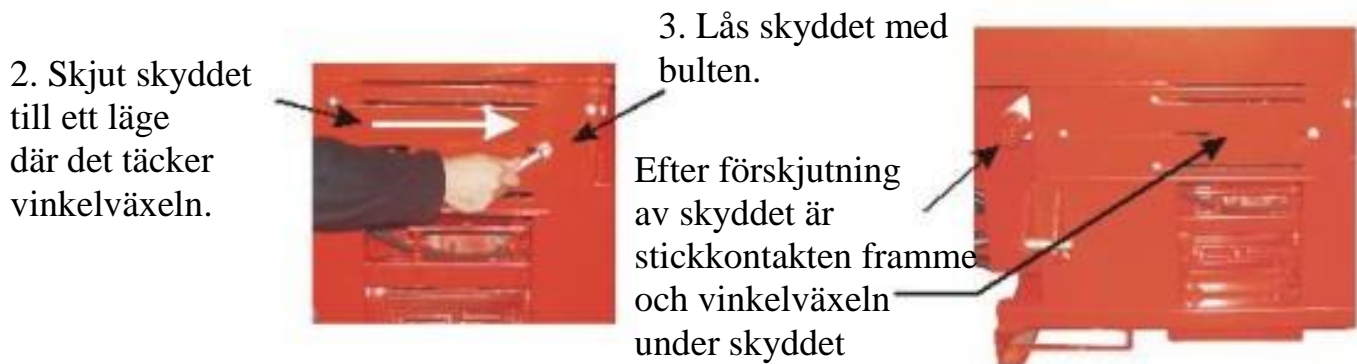 2. Skjut skyddet
till ett läge
där det täcker
vinkelväxeln.
3. Lås skyddet med
bulten.
Efter förskjutning
av skyddet är
stickkontakten framme
och vinkelväxeln
under skyddet